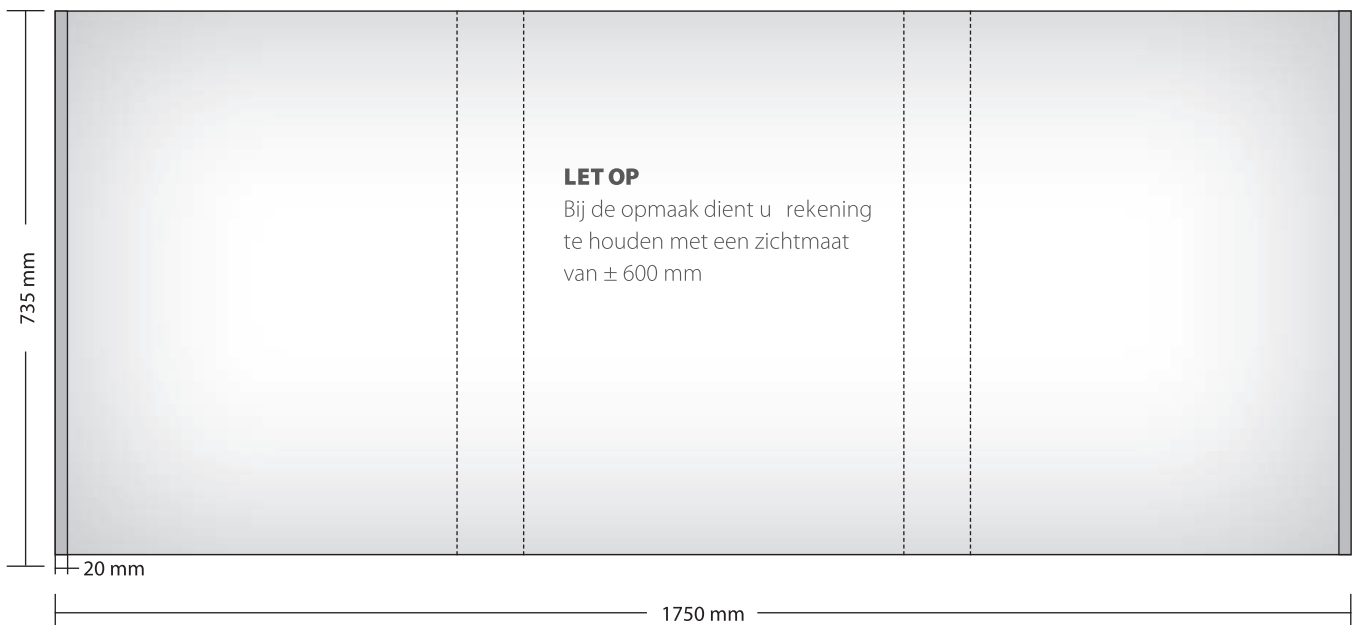 LET OP
Bij de opmaak dient u rekening
te houden met een zichtmaat
van ± 600 mm
735 mm
20 mm
1750 mm